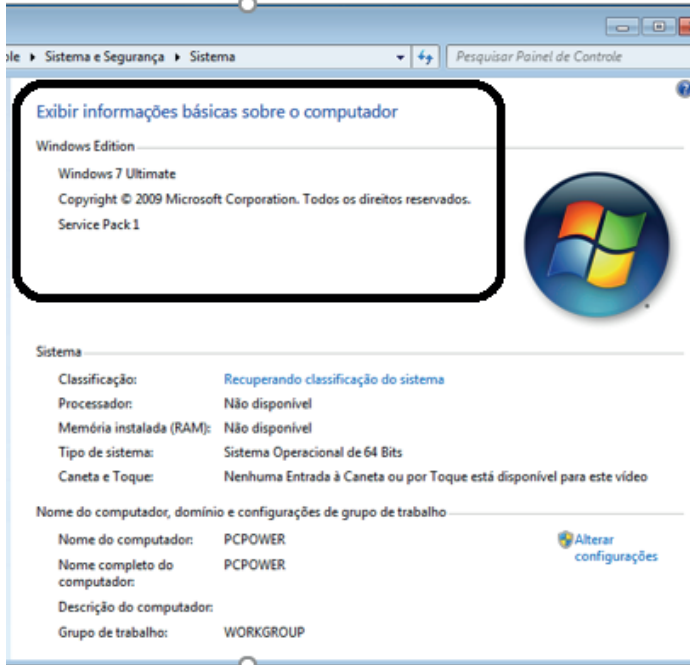 Sistema e Segurança ▸ Sistema
Pesquisar Painel de Controle
Exibir informações básicas sobre o computador
Windows Edition
Windows 7 Ultimate
Copyright © 2009 Microsoft Corporation. Todos os direitos reservados.
Service Pack 1
Sistema
Classificação: Recuperando classificação do sistema
Processador: Não disponível
Memória instalada (RAM): Não disponível
Tipo de sistema: Sistema Operacional de 64 Bits
Caneta e Toque: Nenhuma Entrada à Caneta ou por Toque está disponível para este vídeo
Nome do computador, domínio e configurações de grupo de trabalho
Nome do computador: PCPOWER
Alterar
configurações
Nome completo do
computador: PCPOWER
Descrição do computador:
Grupo de trabalho: WORKGROUP